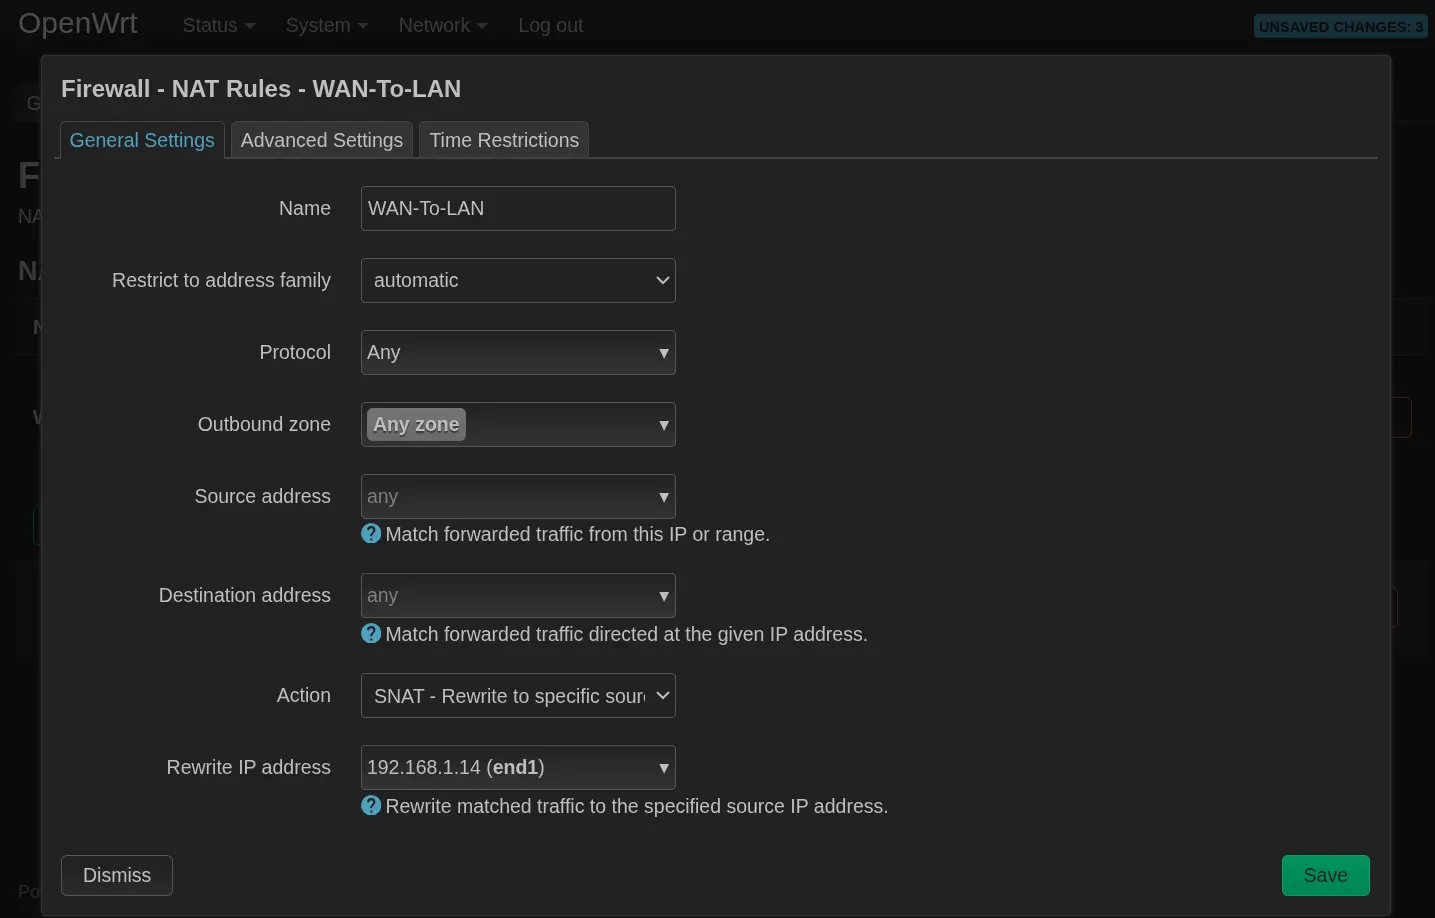 OpenWrt Status System Network Log out UNSAVED CHANGES: 3
Firewall - NAT Rules - WAN-To-LAN
General Settings Advanced Settings Time Restrictions
Name WAN-To-LAN
Restrict to address family automatic
Protocol Any
Outbound zone Any zone
Source address any
Match forwarded traffic from this IP or range.
Destination address any
Match forwarded traffic directed at the given IP address.
Action SNAT - Rewrite to specific sour
Rewrite IP address 192.168.1.14 (end1)
Rewrite matched traffic to the specified source IP address.
Dismiss Save